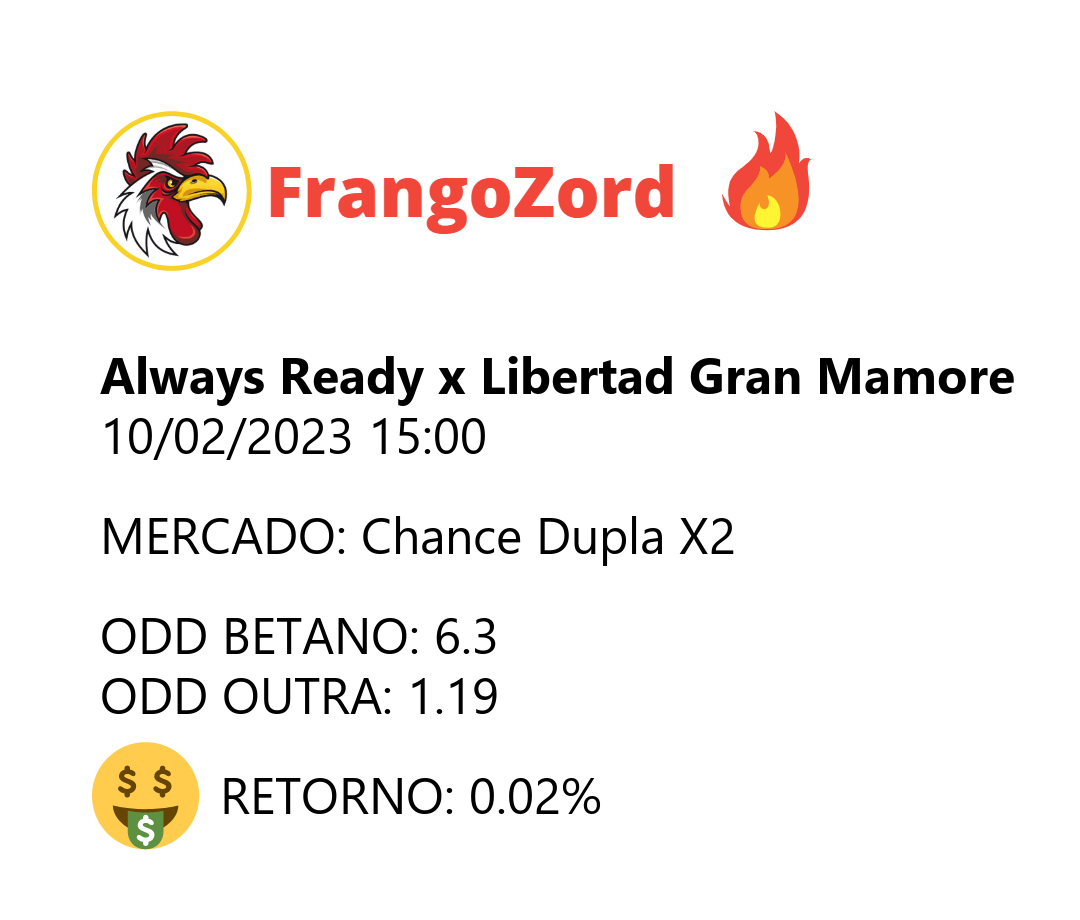 FrangoZord
Always Ready x Libertad Gran Mamore
10/02/2023 15:00
MERCADO: Chance Dupla X2
ODD BETANO: 6.3
ODD OUTRA: 1.19
RETORNO: 0.02%